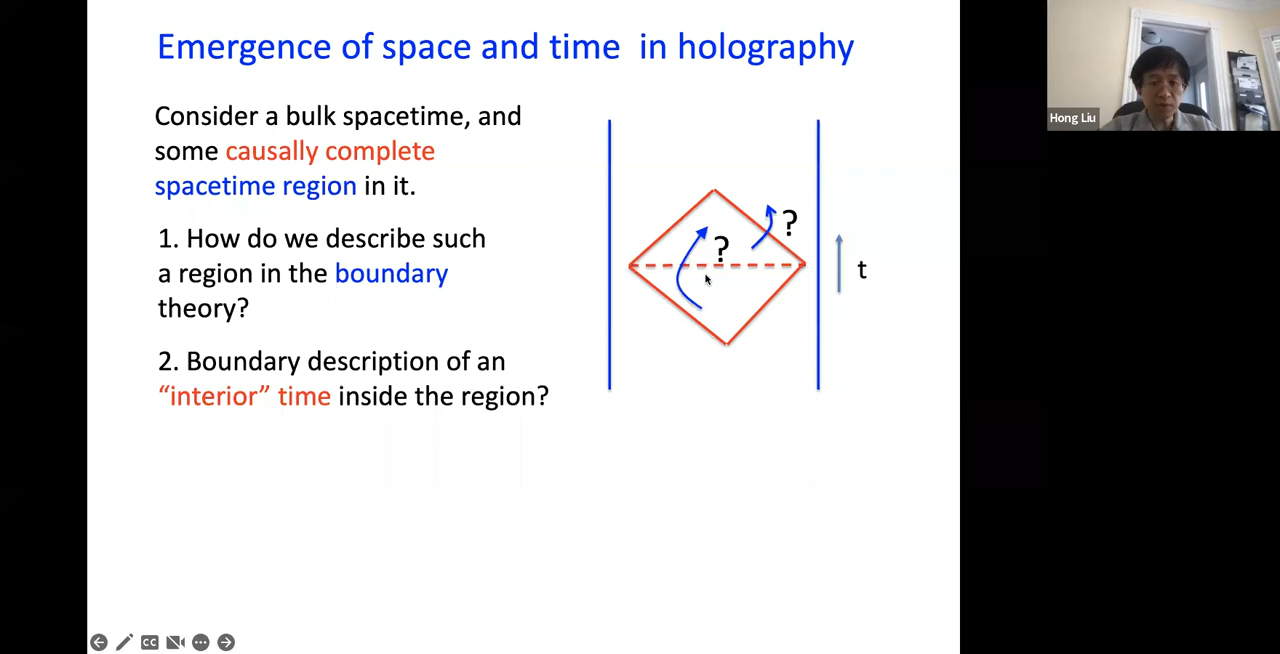 Emergence of space and time in holography
Consider a bulk spacetime, and
some causally complete
spacetime region in it.
1. How do we describe such
a region in the boundary
theory?
2. Boundary description of an
“interior” time inside the region?
?
?
t
Hong Liu
CC